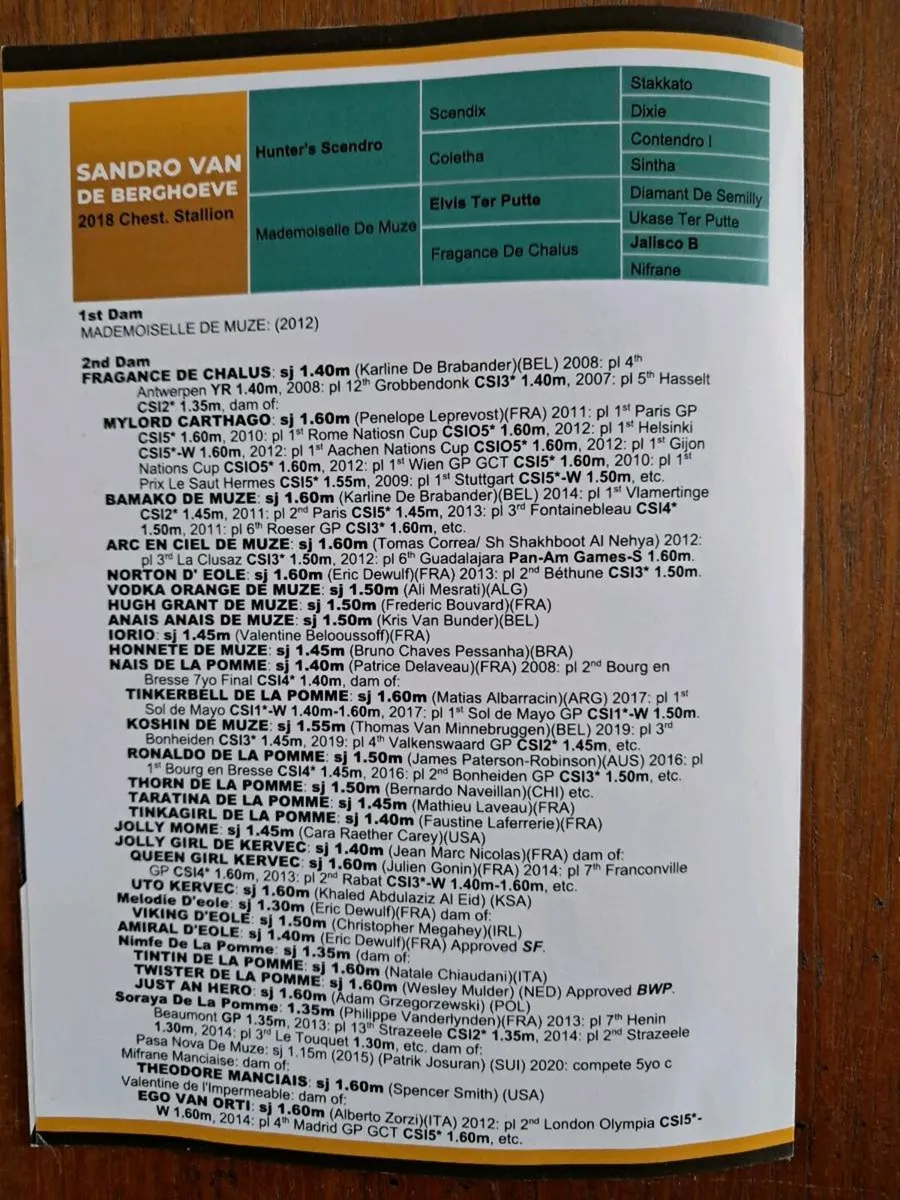 SANDRO VAN
DE BERGHOEVE
2018 Chest. Stallion
Hunter's Scendro
Mademoiselle De Muze
Scendix
Coletha
Elvis Ter Putte
Fragance De Chalus
Stakkato
Dixie
Contendro I
Sintha
Diamant De Semilly
Ukase Ter Putte
Jalisco B
Nifrane
1st Dam
MADEMOISELLE DE MUZE: (2012)
2nd Dam
FRAGANCE DE CHALUS: sj 1.40m (Karline De Brabander)(BEL) 2008: pl 4th
Antwerpen YR 1.40m, 2008: pl 12th Grobbendonk CSI3* 1.40m, 2007: pl 5th Hasselt
CSI2* 1.35m, dam of:
MYLORD CARTHAGO: sj 1.60m (Penelope Leprevost)(FRA) 2011: pl 1st Paris GP
CSI5* 1.60m, 2010: pl 1st Rome Natiosn Cup CSIO5* 1.60m, 2012: pl 1st Helsinki
CSI5*-W 1.60m, 2012: pl 1st Aachen Nations Cup CSIO5* 1.60m, 2012: pl 1st Gijon
Nations Cup CSIO5* 1.60m, 2012: pl 1st Wien GP GCT CSI5* 1.60m, 2010: pl 1st
Prix Le Saut Hermes CSI5* 1.55m, 2009: pl 1st Stuttgart CSI5*-W 1.50m, etc.
BAMAKO DE MUZE: sj 1.60m (Karline De Brabander)(BEL) 2014: pl 1st Vlamertinge
CSI2* 1.45m, 2011: pl 2nd Paris CSI5* 1.45m, 2013: pl 3rd Fontainebleau CSI4*
1.50m, 2011: pl 6th Roeser GP CSI3* 1.60m, etc.
ARC EN CIEL DE MUZE: sj 1.60m (Tomas Correa/ Sh Shakhboot Al Nehya) 2012:
pl 3rd La Clusaz CSI3* 1.50m, 2012: pl 6th Guadalajara Pan-Am Games-S 1.60m.
NORTON D' EOLE: sj 1.60m (Eric Dewulf)(FRA) 2013: pl 2nd Béthune CSI3* 1.50m.
VODKA ORANGE DE MUZE: sj 1.50m (Ali Mesrati)(ALG)
HUGH GRANT DE MUZE: sj 1.50m (Frederic Bouvard)(FRA)
ANAIS ANAIS DE MUZE: sj 1.50m (Kris Van Bunder)(BEL)
IORIO: sj 1.45m (Valentine Belooussoff)(FRA)
HONNETE DE MUZE: sj 1.45m (Bruno Chaves Pessanha)(BRA)
NAIS DE LA POMME: sj 1.40m (Patrice Delaveau)(FRA) 2008: pl 2nd Bourg en
Bresse 7yo Final CSI4* 1.40m, dam of:
TINKERBELL DE LA POMME: sj 1.60m (Matias Albarracin)(ARG) 2017: pl 1st
Sol de Mayo CSI1*-W 1.40m-1.60m, 2017: pl 1st Sol de Mayo GP CSI1*-W 1.50m.
KOSHIN DE MUZE: sj 1.55m (Thomas Van Minnebruggen)(BEL) 2019: pl 3rd
Bonheiden CSI3* 1.45m, 2019: pl 4th Valkenswaard GP CSI2* 1.45m, etc.
RONALDO DE LA POMME: sj 1.50m (James Paterson-Robinson)(AUS) 2016: pl
1st Bourg en Bresse CSI4* 1.45m, 2016: pl 2nd Bonheiden GP CSI3* 1.50m, etc.
THORN DE LA POMME: sj 1.50m (Bernardo Naveillan)(CHI) etc.
TARATINA DE LA POMME: sj 1.45m (Mathieu Laveau)(FRA)
TINKAGIRL DE LA POMME: sj 1.40m (Faustine Laferrerie)(FRA)
JOLLY MOME: sj 1.45m (Cara Raether Carey)(USA)
JOLLY GIRL DE KERVEC: sj 1.40m (Jean Marc Nicolas)(FRA) dam of:
QUEEN GIRL KERVEC: sj 1.60m (Julien Gonin)(FRA) 2014: pl 7th Franconville
GP CSI4* 1.60m, 2013: pl 2nd Rabat CSI3*-W 1.40m-1.60m, etc.
UTO KERVEC: sj 1.60m (Khaled Abdulaziz Al Eid) (KSA)
Melodie D'eole: sj 1.30m (Eric Dewulf)(FRA) dam of:
VIKING D'EOLE: sj 1.50m (Christopher Megahey)(IRL)
AMIRAL D'EOLE: sj 1.40m (Eric Dewulf)(FRA) Approved SF.
Nimfe De La Pomme: sj 1.35m (dam of:
TINTIN DE LA POMME: sj 1.60m (Natale Chiaudani)(ITA)
TWISTER DE LA POMME: sj 1.60m (Wesley Mulder) (NED) Approved BWP.
JUST AN HERO: sj 1.60m (Adam Grzegorzewski) (POL)
Soraya De La Pomme: 1.35m (Philippe Vanderlynden)(FRA) 2013: pl 7th Henin
Beaumont GP 1.35m, 2013: pl 13th Strazeele CSI2* 1.35m, 2014: pl 2nd Strazeele
1.30m, 2014: pl 3rd Le Touquet 1.30m, etc. dam of:
Pasa Nova De Muze: sj 1.15m (2015) (Patrik Josuran) (SUI) 2020: compete 5yo c
Mifrane Manciaise: dam of:
THEODORE MANCIAIS: sj 1.60m (Spencer Smith) (USA)
Valentine de l'Impermeable: dam of:
EGO VAN ORTI: sj 1.60m (Alberto Zorzi)(ITA) 2012: pl 2nd London Olympia CSI5*-
W 1.60m, 2014: pl 4th Madrid GP GCT CSI5* 1.60m, etc.